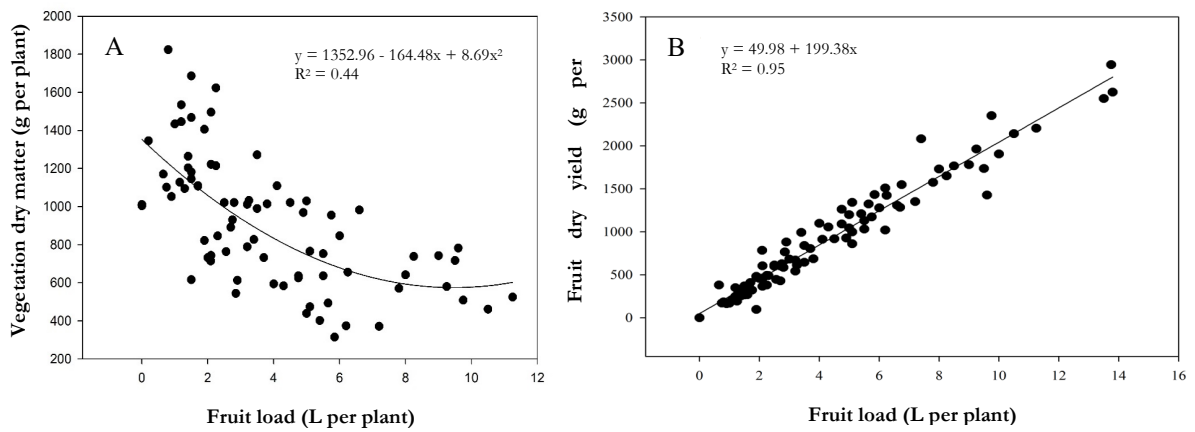 A
y = 1352.96 - 164.48x + 8.69x²
R² = 0.44
Vegetation dry matter (g per plant)
2000
1800
1600
1400
1200
1000
800
600
400
200
0 2 4 6 8 10 12
Fruit load (L per plant)
B
y = 49.98 + 199.38x
R² = 0.95
Fruit dry yield (g per
3500
3000
2500
2000
1500
1000
500
0
0 2 4 6 8 10 12 14 16
Fruit load (L per plant)